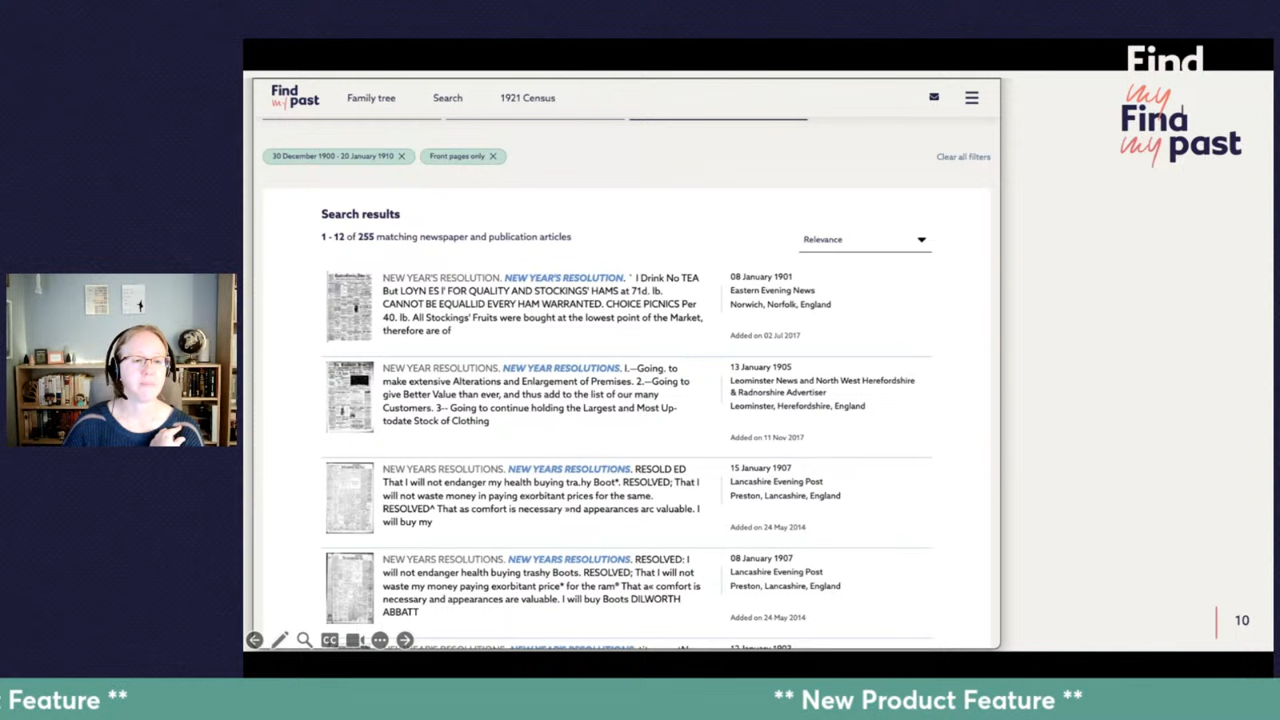 Find
my
Find
my past
Find
my past
Family tree
Search
1921 Census
30 December 1900 - 20 January 1910 X
Front pages only X
Clear all filters
Search results
1 - 12 of 255 matching newspaper and publication articles
Relevance
NEW YEAR'S RESOLUTION. NEW YEAR'S RESOLUTION. ` I Drink No TEA
But LOYN ES I' FOR QUALITY AND STOCKINGS' HAMS at 71d. lb.
CANNOT BE EQUALLID EVERY HAM WARRANTED. CHOICE PICNICS Per
40. lb. All Stockings' Fruits were bought at the lowest point of the Market,
therefore are of
08 January 1901
Eastern Evening News
Norwich, Norfolk, England
Added on 02 Jul 2017
NEW YEAR RESOLUTIONS. NEW YEAR RESOLUTIONS. I.—Going. to
make extensive Alterations and Enlargement of Premises. 2.—Going to
give Better Value than ever, and thus add to the list of our many
Customers. 3-- Going to continue holding the Largest and Most Up-
todate Stock of Clothing
13 January 1905
Leominster News and North West Herefordshire
& Radnorshire Advertiser
Leominster, Herefordshire, England
Added on 11 Nov 2017
NEW YEARS RESOLUTIONS. NEW YEARS RESOLUTIONS. RESOLD ED
That I will not endanger my health buying tra.hy Boot*. RESOLVED; That I
will not waste money in paying exorbitant prices for the same.
RESOLVED^ That as comfort is necessary »nd appearances arc valuable. I
will buy my
15 January 1907
Lancashire Evening Post
Preston, Lancashire, England
Added on 24 May 2014
NEW YEARS RESOLUTIONS. NEW YEARS RESOLUTIONS. RESOLVED: I
will not endanger health buying trashy Boots. RESOLVED; That I will not
waste my money paying exorbitant price* for the ram* That a« comfort is
necessary and appearances are valuable. I will buy Boots DILWORTH
ABBATT
08 January 1907
Lancashire Evening Post
Preston, Lancashire, England
Added on 24 May 2014
CC
10
Feature **
** New Product Feature **